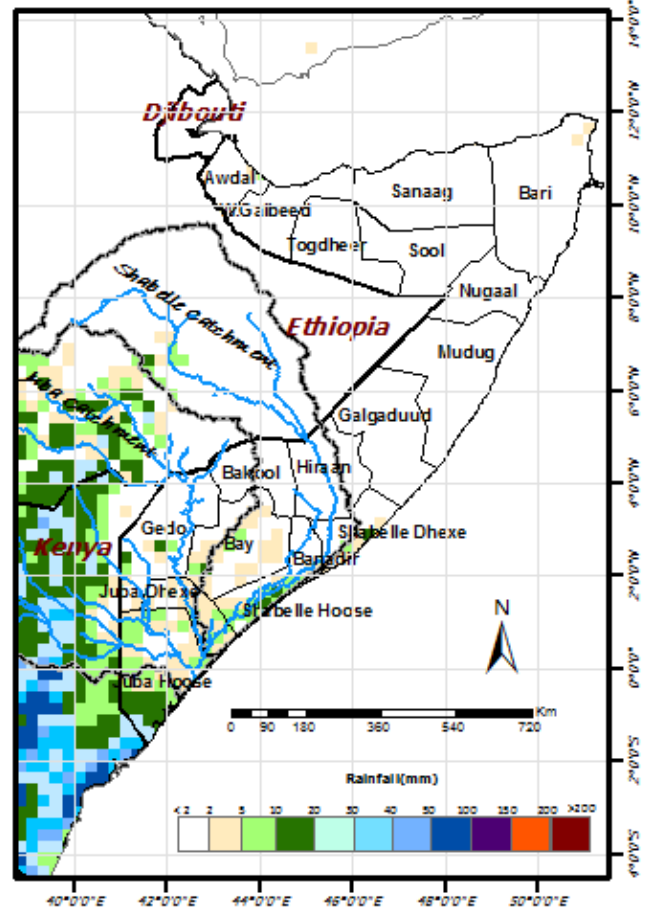 14°0'0"N
Djibouti
12°0'0"N
Awdal
Sanaag
Bari
W.Galbeed
10°0'0"N
Togdheer
Sool
Shabelle catchment
Nugaal
8°0'0"N
Ethiopia
Mudug
Juba catchment
6°0'0"N
Galgaduud
Bakool
Hiraan
4°0'0"N
Gedo
Shabelle Dhexe
Kenya
Bay
Banadir
2°0'0"N
Juba Dhexe
Shabelle Hoose
N
0°0'0"N
Juba Hoose
Km
0 90 180 360 540 720
2°0'0"S
Rainfall(mm)
< 2 2 5 10 20 30 40 50 100 150 200 >200
4°0'0"S
40°0'0"E 42°0'0"E 44°0'0"E 46°0'0"E 48°0'0"E 50°0'0"E